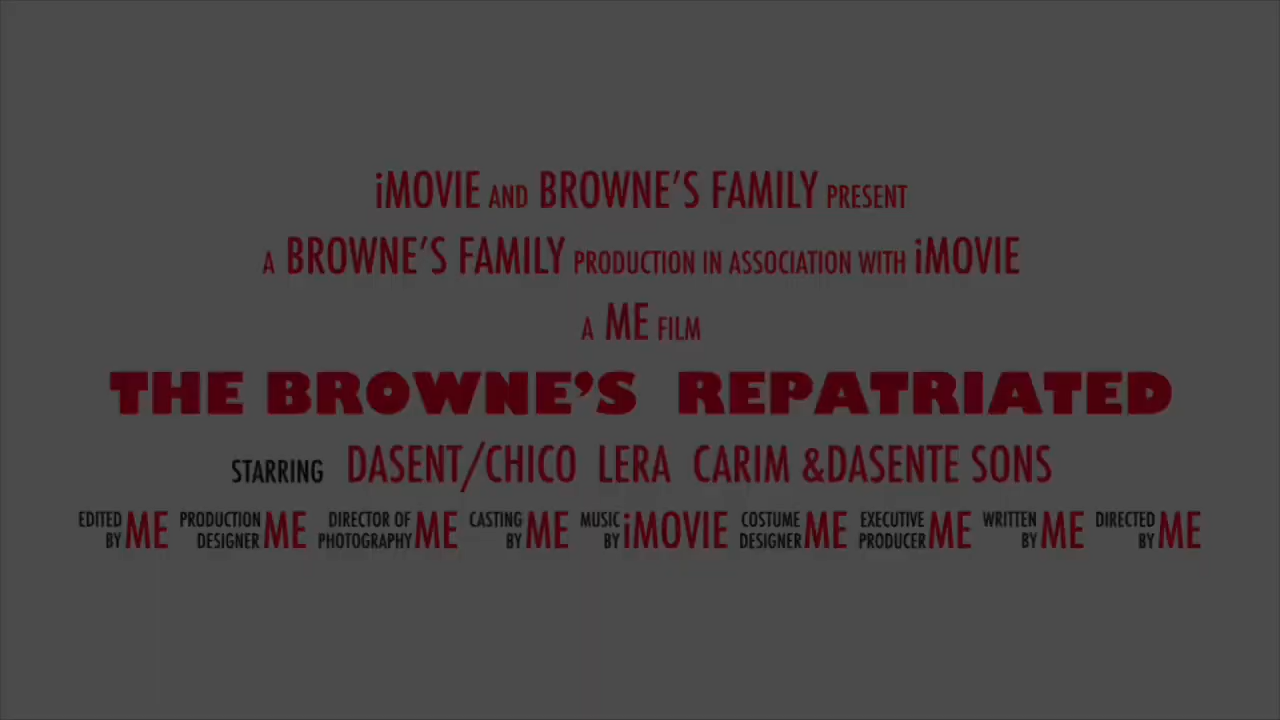 iMOVIE AND BROWNE'S FAMILY PRESENT
A BROWNE'S FAMILY PRODUCTION IN ASSOCIATION WITH iMOVIE
A ME FILM
THE BROWNE'S REPATRIATED
STARRING DASENT/CHICO LERA CARIM &DASENTE SONS
EDITED BY ME PRODUCTION DESIGNER ME DIRECTOR OF PHOTOGRAPHY ME CASTING BY ME MUSIC BY iMOVIE COSTUME DESIGNER ME EXECUTIVE PRODUCER ME WRITTEN BY ME DIRECTED BY ME